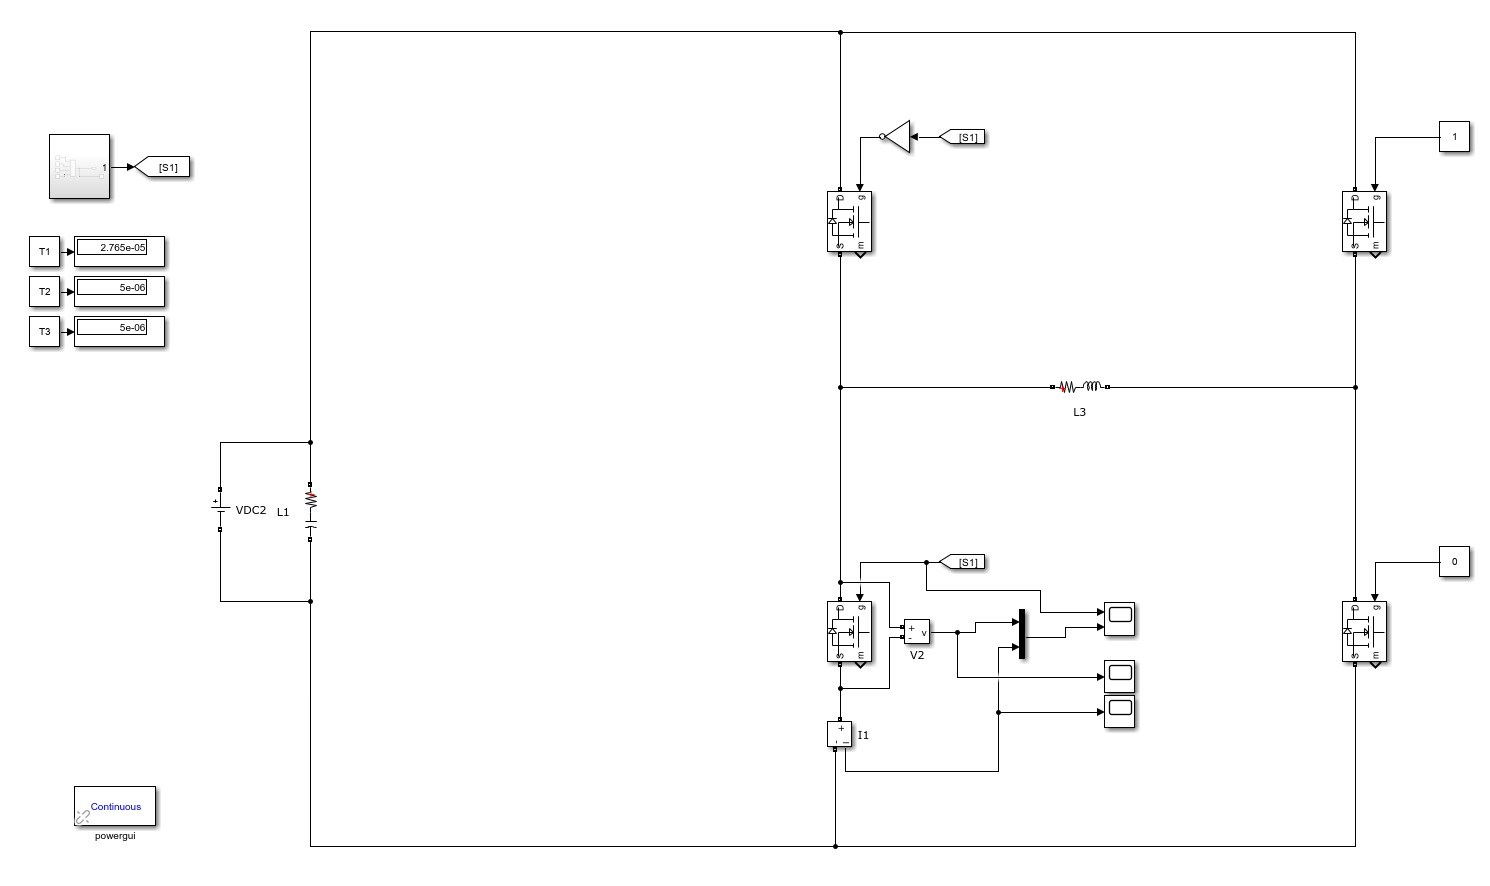 1
[S1]
T1
2.765e-05
T2
5e-06
T3
5e-06
VDC2
L1
Continuous
powergui
[S1]
D
g
S
m
1
D
g
S
m
L3
[S1]
D
g
S
m
+
-
v
V2
+
-
I1
0
D
g
S
m
+